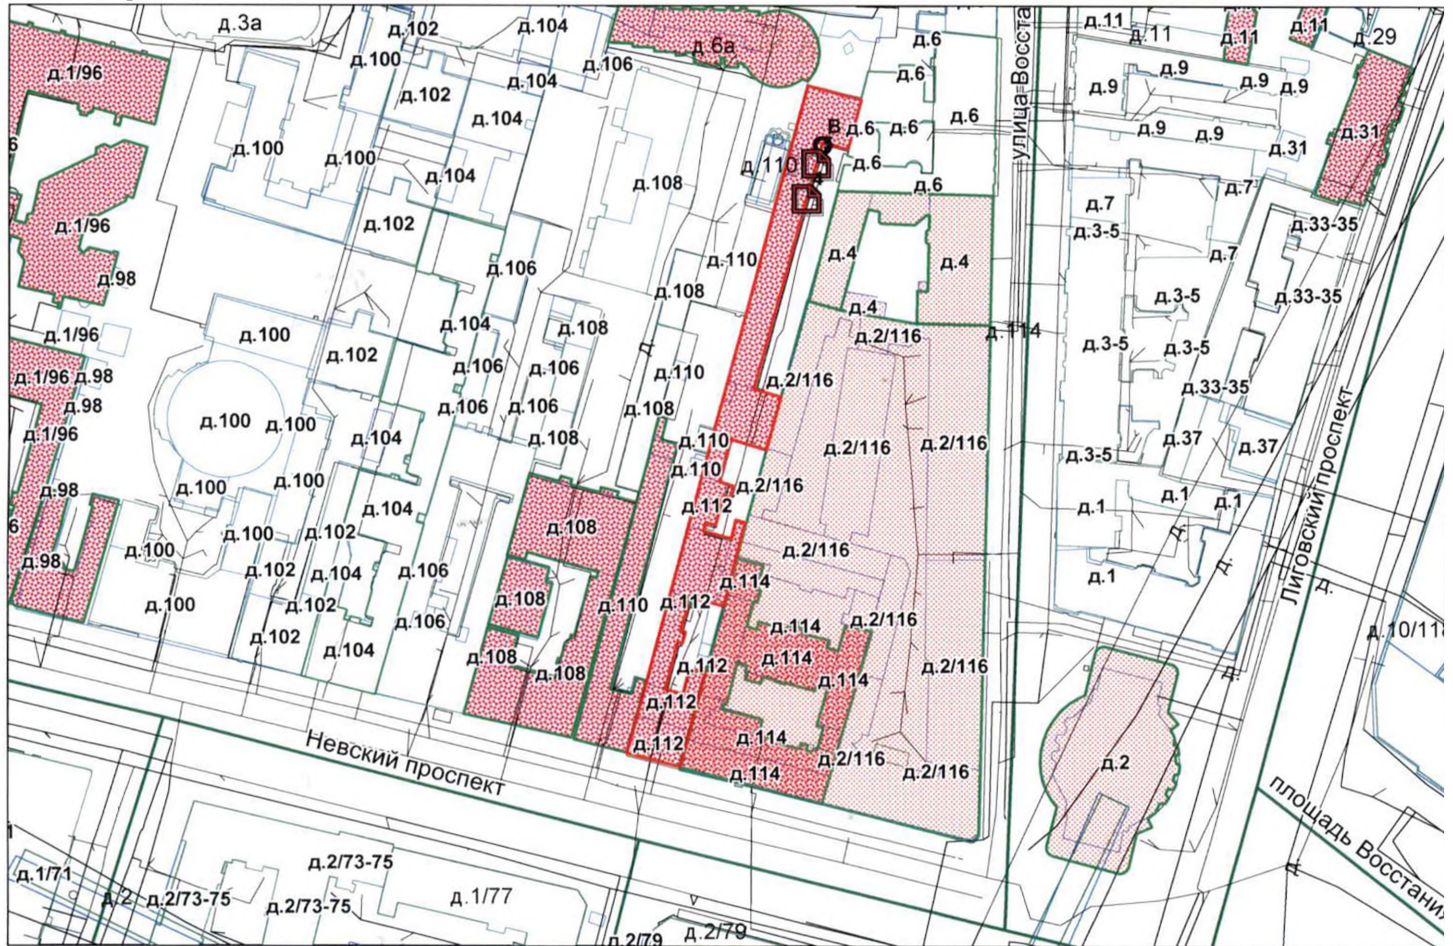 д.3а
д.102
д.104
д.6а
д.6
улица Восста
д.11
д.11
д.11
д.11
д.29
д.100
д.104
д.106
д.6
д.9
д.9
д.9
д.9
д.1/96
д.102
д.104
д.6
д.6
д.6
В
д.9
д.9
д.31
д.31
д.100
д.100
д.104
д.108
д.110
д.6
д.6
д.7
д.7
д.3-5
д.33-35
д.1/96
д.102
д.106
д.110
д.4
д.4
д.7
д.98
д.108
д.4
д.3-5
д.33-35
д.1/96
д.100
д.102
д.104
д.108
д.2/116
д.114
д.3-5
д.3-5
д.1/96
д.98
д.106
д.106
д.110
д.2/116
д.33-35
д.98
д.100
д.100
д.106
д.106
д.108
д.1/96
д.104
д.108
д.110
д.110
д.2/116
д.2/116
д.37
д.37
д.3-5
д.98
д.100
д.100
д.104
д.112
д.2/116
д.1
д.1
д.1
Лиговский проспект
д.98
д.100
д.100
д.102
д.108
д.2/116
д.
д.102
д.104
д.106
д.108
д.114
д.1
д.
д.
д.100
д.102
д.110
д.112
д.114
д.2/116
д.102
д.104
д.106
д.108
д.108
д.112
д.114
д.114
д.2/116
д.10/118
д.
д.112
д.112
д.114
д.114
д.2/116
д.2/116
д.2
Невский проспект
площадь Восстания
д.1/71
д.2
д.2/73-75
д.2/73-75
д.2/73-75
д.1/77
д.2/79
д.2/79